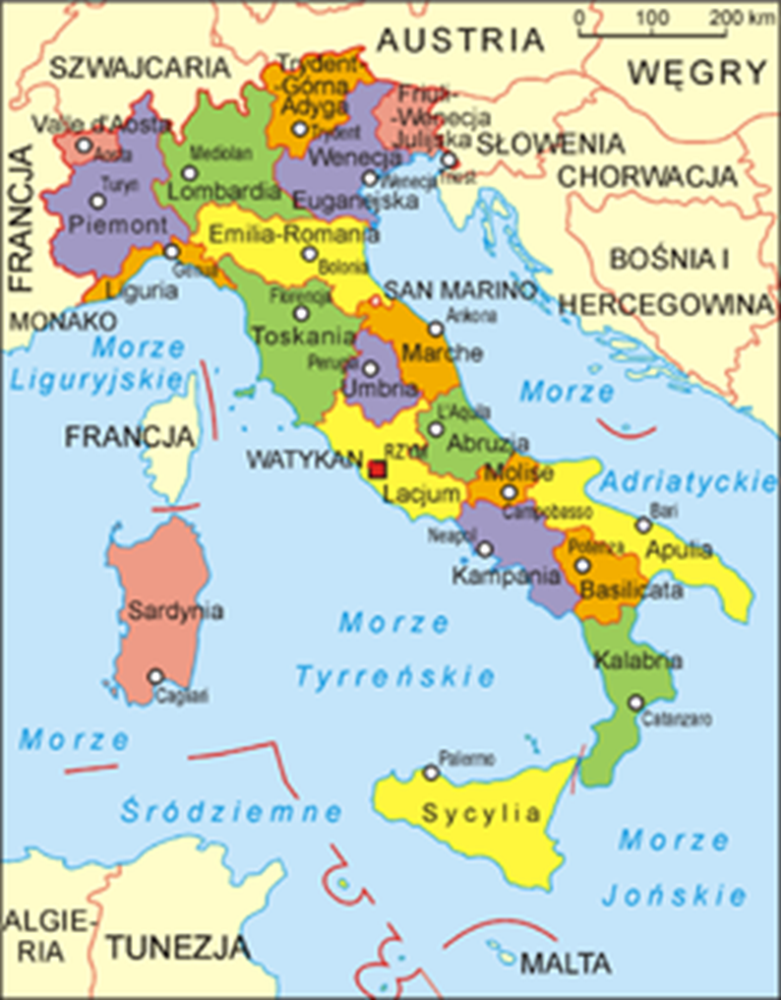 0 100 200 km
AUSTRIA
SZWAJCARIA
WĘGRY
Trydent-
-Górna
Adyga
Trydent
Friuli-
-Wenecja
Julijska
Valle d'Aosta
Aosta
SŁOWENIA
Mediolan
Wenecja
Euganejska
Wenecja
Triest
CHORWACJA
Turyn
Lombardia
FRANCJA
Piemont
Emilia-Romania
Bolonia
BOŚNIA I
HERCEGOWINA
Genua
Liguria
SAN MARINO
Florencja
Ankona
MONAKO
Toskania
Morze
Liguryjskie
Marche
Perugia
Umbria
Morze
Adriatyckie
L'Aquila
FRANCJA
Abruzja
WATYKAN
RZYM
Lacjum
Molise
Campobasso
Bari
Neapol
Potenca
Apulia
Kampania
Basilicata
Sardynia
Morze
Tyrreńskie
Kalabria
Cagliari
Catanzaro
Morze
Śródziemne
Palermo
Sycylia
Morze
Jońskie
ALGIE-
RIA
TUNEZJA
MALTA